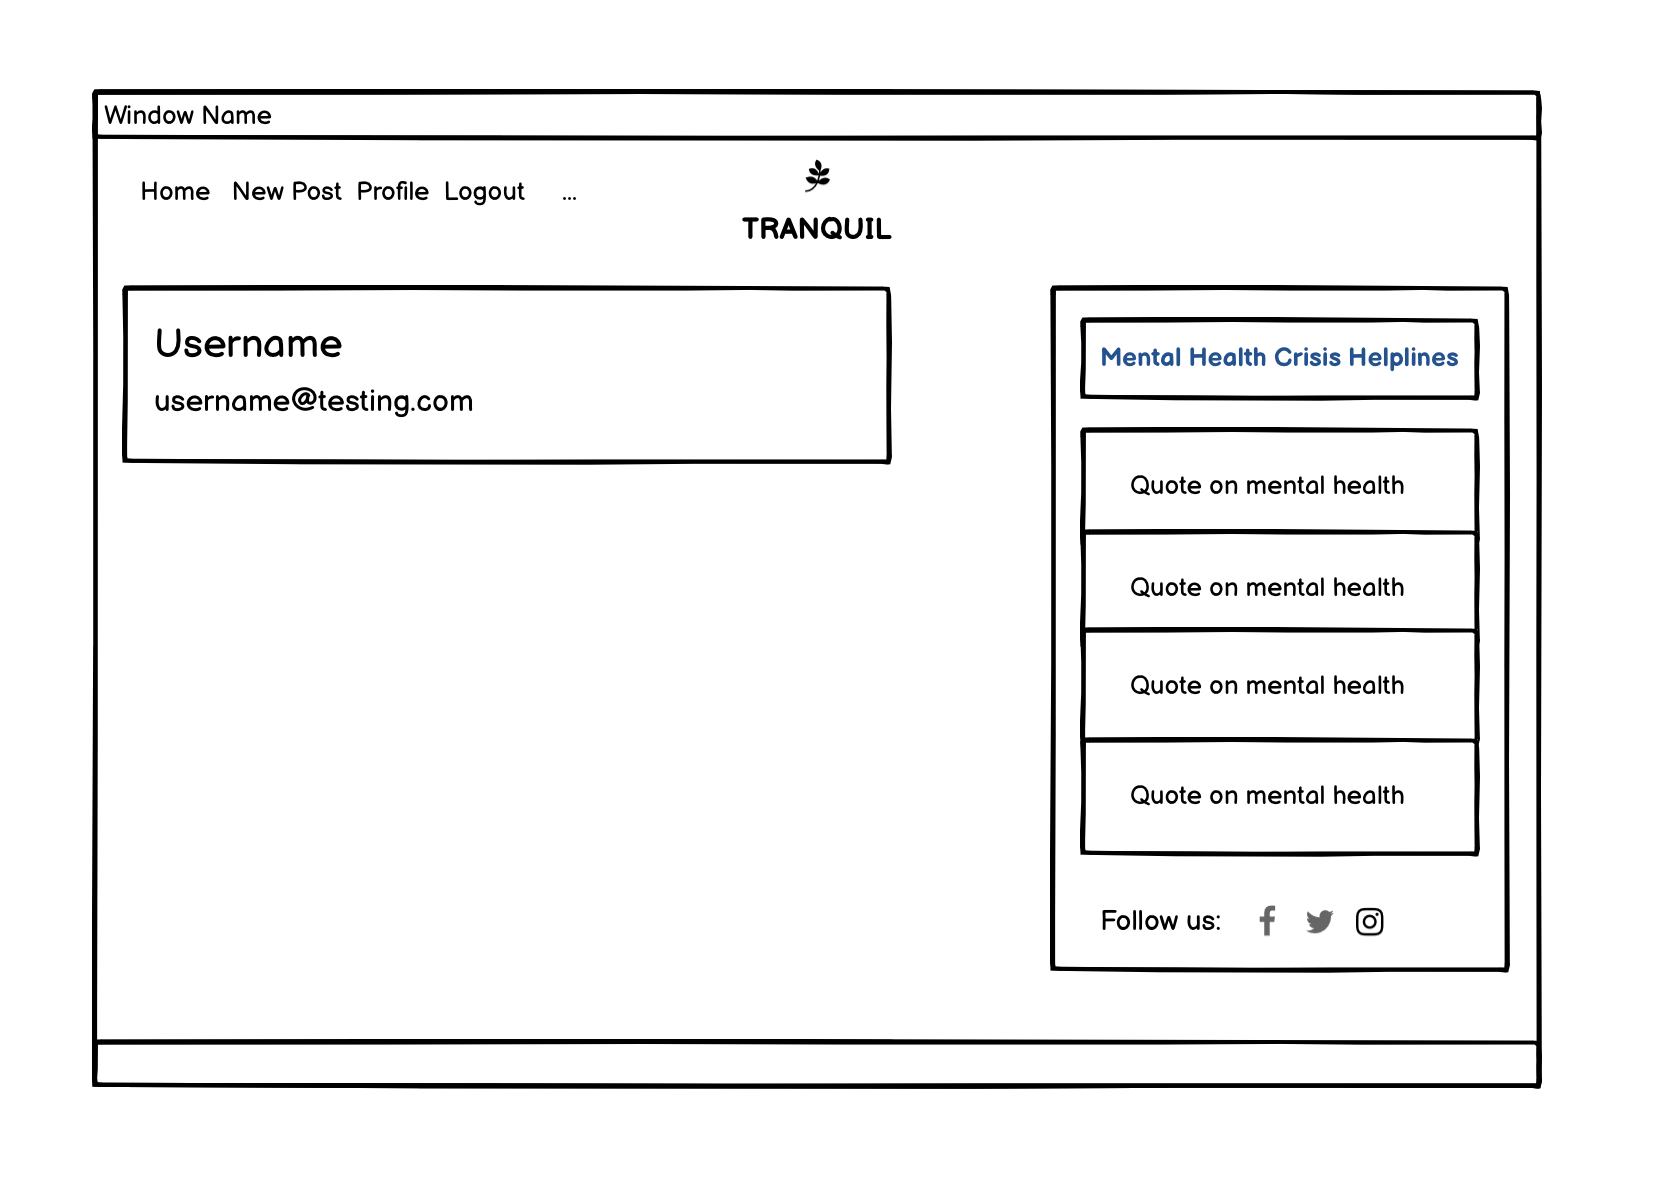 Window Name
Home New Post Profile Logout ...
TRANQUIL
Username
username@testing.com
Mental Health Crisis Helplines
Quote on mental health
Quote on mental health
Quote on mental health
Quote on mental health
Follow us: